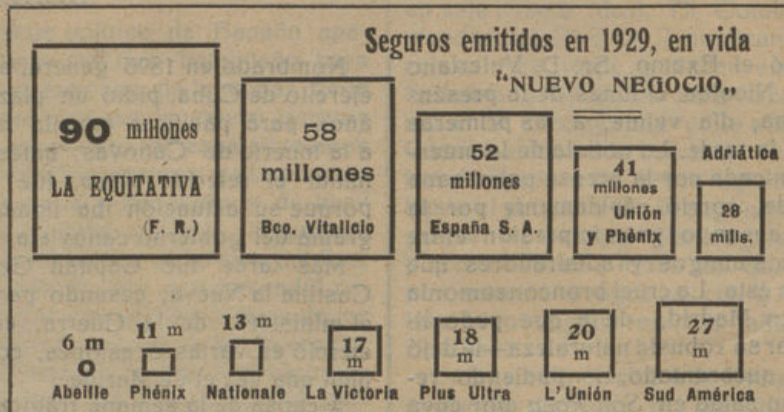 Seguros emitidos en 1929, en vida
"NUEVO NEGOCIO„
90 millones
LA EQUITATIVA
(F. R.)
58
millones
Bco. Vitalicio
52
millones
España S. A.
41
millones
Unión
y Phénix
Adriática
28
mills.
6 m
Abeille
11 m
Phénix
13 m
Nationale
17
m
La Victoria
18
m
Plus Ultra
20
m
L'Unión
27
m
Sud América